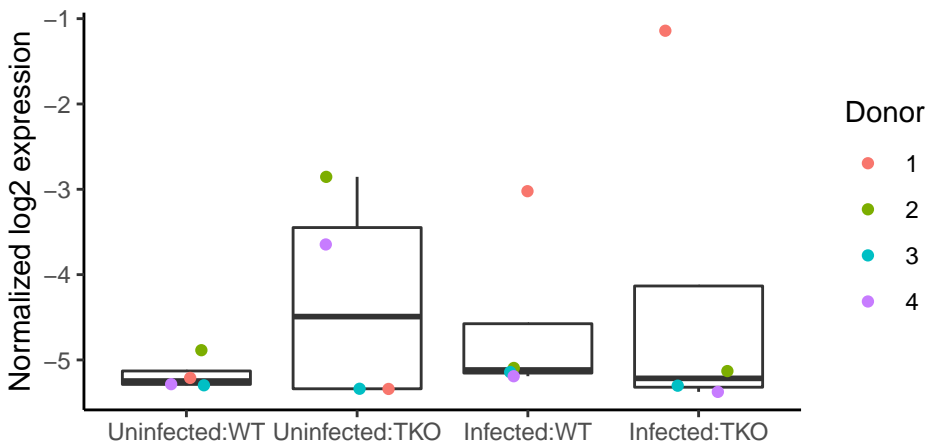 Normalized log2 expression
−1
−2
−3
−4
−5
Uninfected:WT
Uninfected:TKO
Infected:WT
Infected:TKO
Donor
1
2
3
4